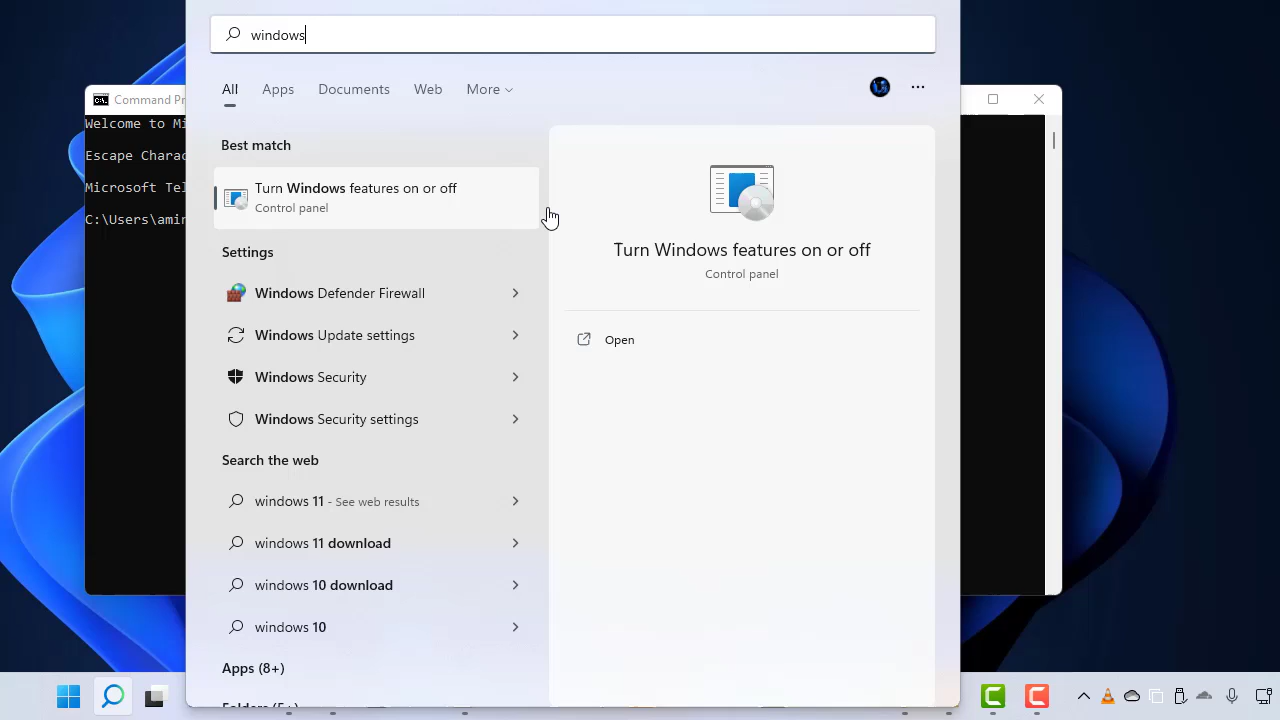 windows
All Apps Documents Web More
Command Pr
Welcome to Mi
Escape Charac
Microsoft Tel
C:\Users\amin
Best match
Turn Windows features on or off
Control panel
Settings
Windows Defender Firewall
Windows Update settings
Windows Security
Windows Security settings
Search the web
windows 11 - See web results
windows 11 download
windows 10 download
windows 10
Apps (8+)
Turn Windows features on or off
Control panel
Open